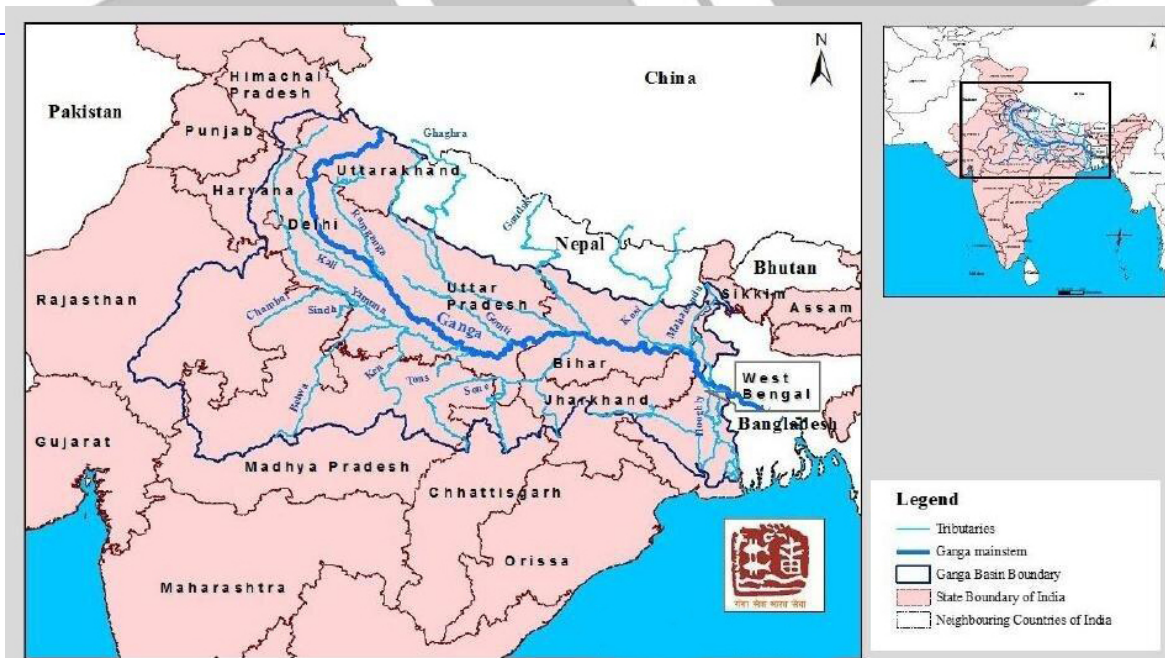 N
China
Himachal
Pradesh
Pakistan
Punjab
Ghaghra
Uttarakhand
Haryana
Delhi
Ramganga
Gandak
Nepal
Bhutan
Sikkim
Assam
Kali
Uttar
Pradesh
Rajasthan
Chambal
Sindh
Yamuna
Ganga
Gomti
Kosi
Mahananda
Bihar
West
Bengal
Betwa
Ken
Tons
Sone
Jharkhand
Hooghly
Bangladesh
Gujarat
Madhya Pradesh
Chhattisgarh
Orissa
Maharashtra
Legend
Tributaries
Ganga mainstem
Ganga Basin Boundary
State Boundary of India
Neighbouring Countries of India